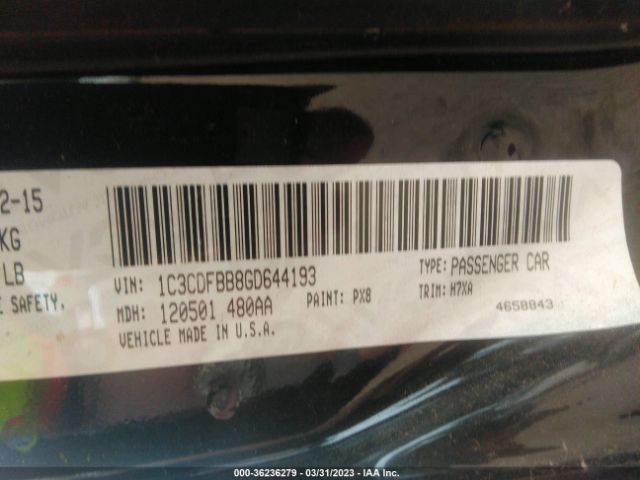 2-15
KG
LB
E SAFETY.
VIN: 1C3CDFBB8GD644193
TYPE: PASSENGER CAR
MDH: 120501 480AA
PAINT: PX8
TRIM: H7XA
VEHICLE MADE IN U.S.A.
4658843
000-36236279 - 03/31/2023 - IAA Inc.